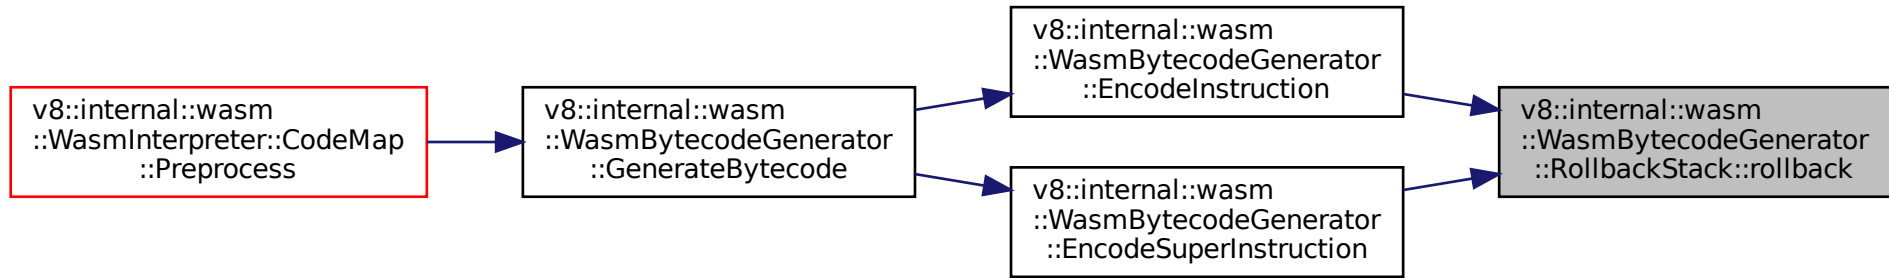 v8::internal::wasm
::WasmInterpreter::CodeMap
::Preprocess
v8::internal::wasm
::WasmBytecodeGenerator
::GenerateBytecode
v8::internal::wasm
::WasmBytecodeGenerator
::EncodeInstruction
v8::internal::wasm
::WasmBytecodeGenerator
::EncodeSuperInstruction
v8::internal::wasm
::WasmBytecodeGenerator
::RollbackStack::rollback